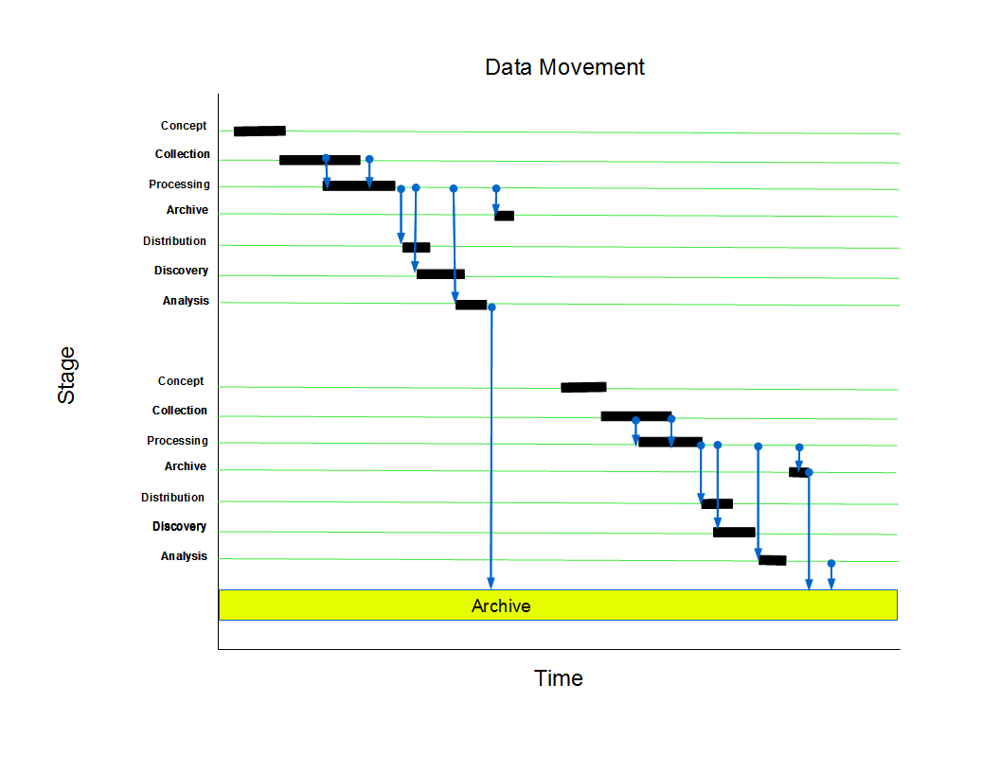 Data Movement
Concept
Collection
Processing
Archive
Distribution
Discovery
Analysis
Stage
Concept
Collection
Processing
Archive
Distribution
Discovery
Analysis
Archive
Time